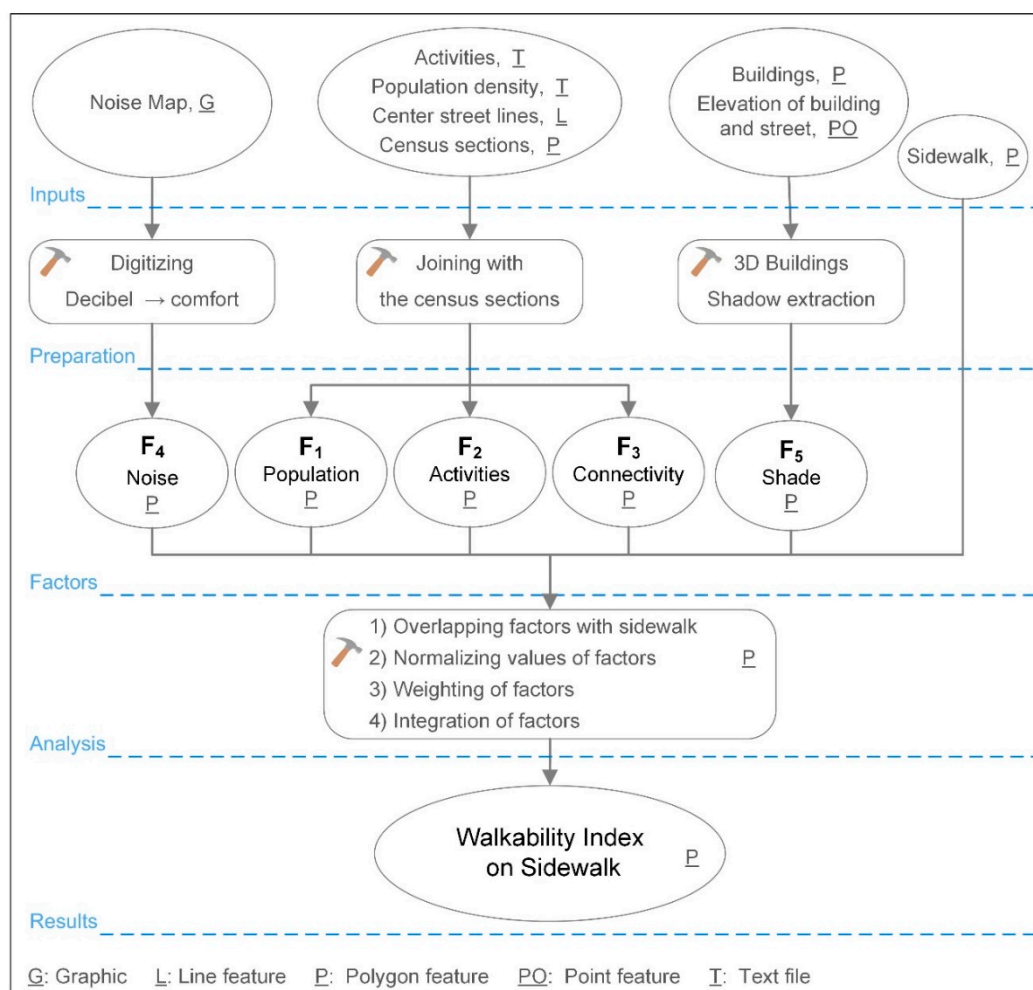 Noise Map, G
Activities, T
Population density, T
Center street lines, L
Census sections, P
Buildings, P
Elevation of building
and street, PO
Sidewalk, P
Inputs
Digitizing
Decibel → comfort
Joining with
the census sections
3D Buildings
Shadow extraction
Preparation
F4
Noise
P
F1
Population
P
F2
Activities
P
F3
Connectivity
P
F5
Shade
P
Factors
1) Overlapping factors with sidewalk
2) Normalizing values of factors P
3) Weighting of factors
4) Integration of factors
Analysis
Walkability Index
on Sidewalk P
Results
G: Graphic L: Line feature P: Polygon feature PO: Point feature T: Text file